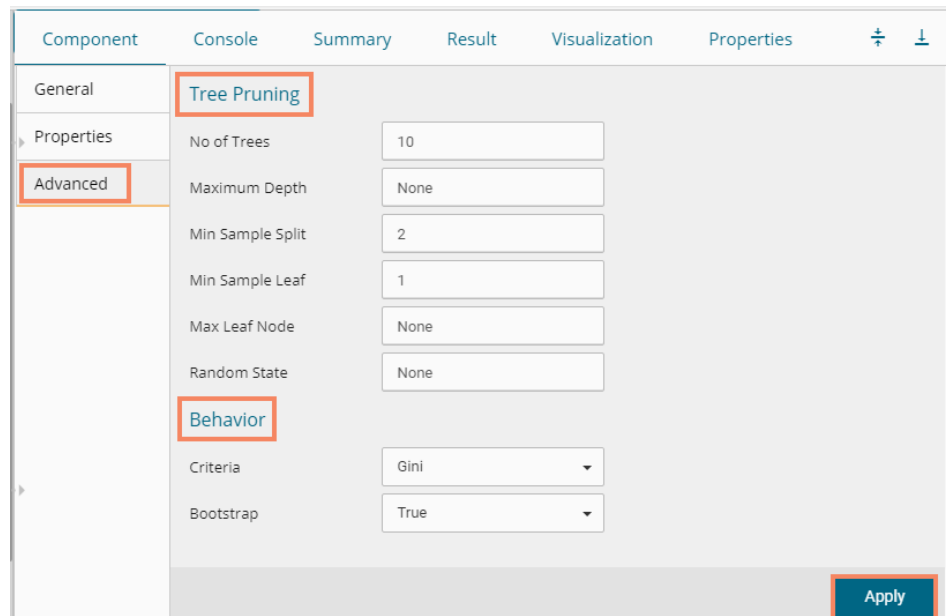 Component Console Summary Result Visualization Properties
General
Properties
Advanced
Tree Pruning
No of Trees 10
Maximum Depth None
Min Sample Split 2
Min Sample Leaf 1
Max Leaf Node None
Random State None
Behavior
Criteria Gini
Bootstrap True
Apply